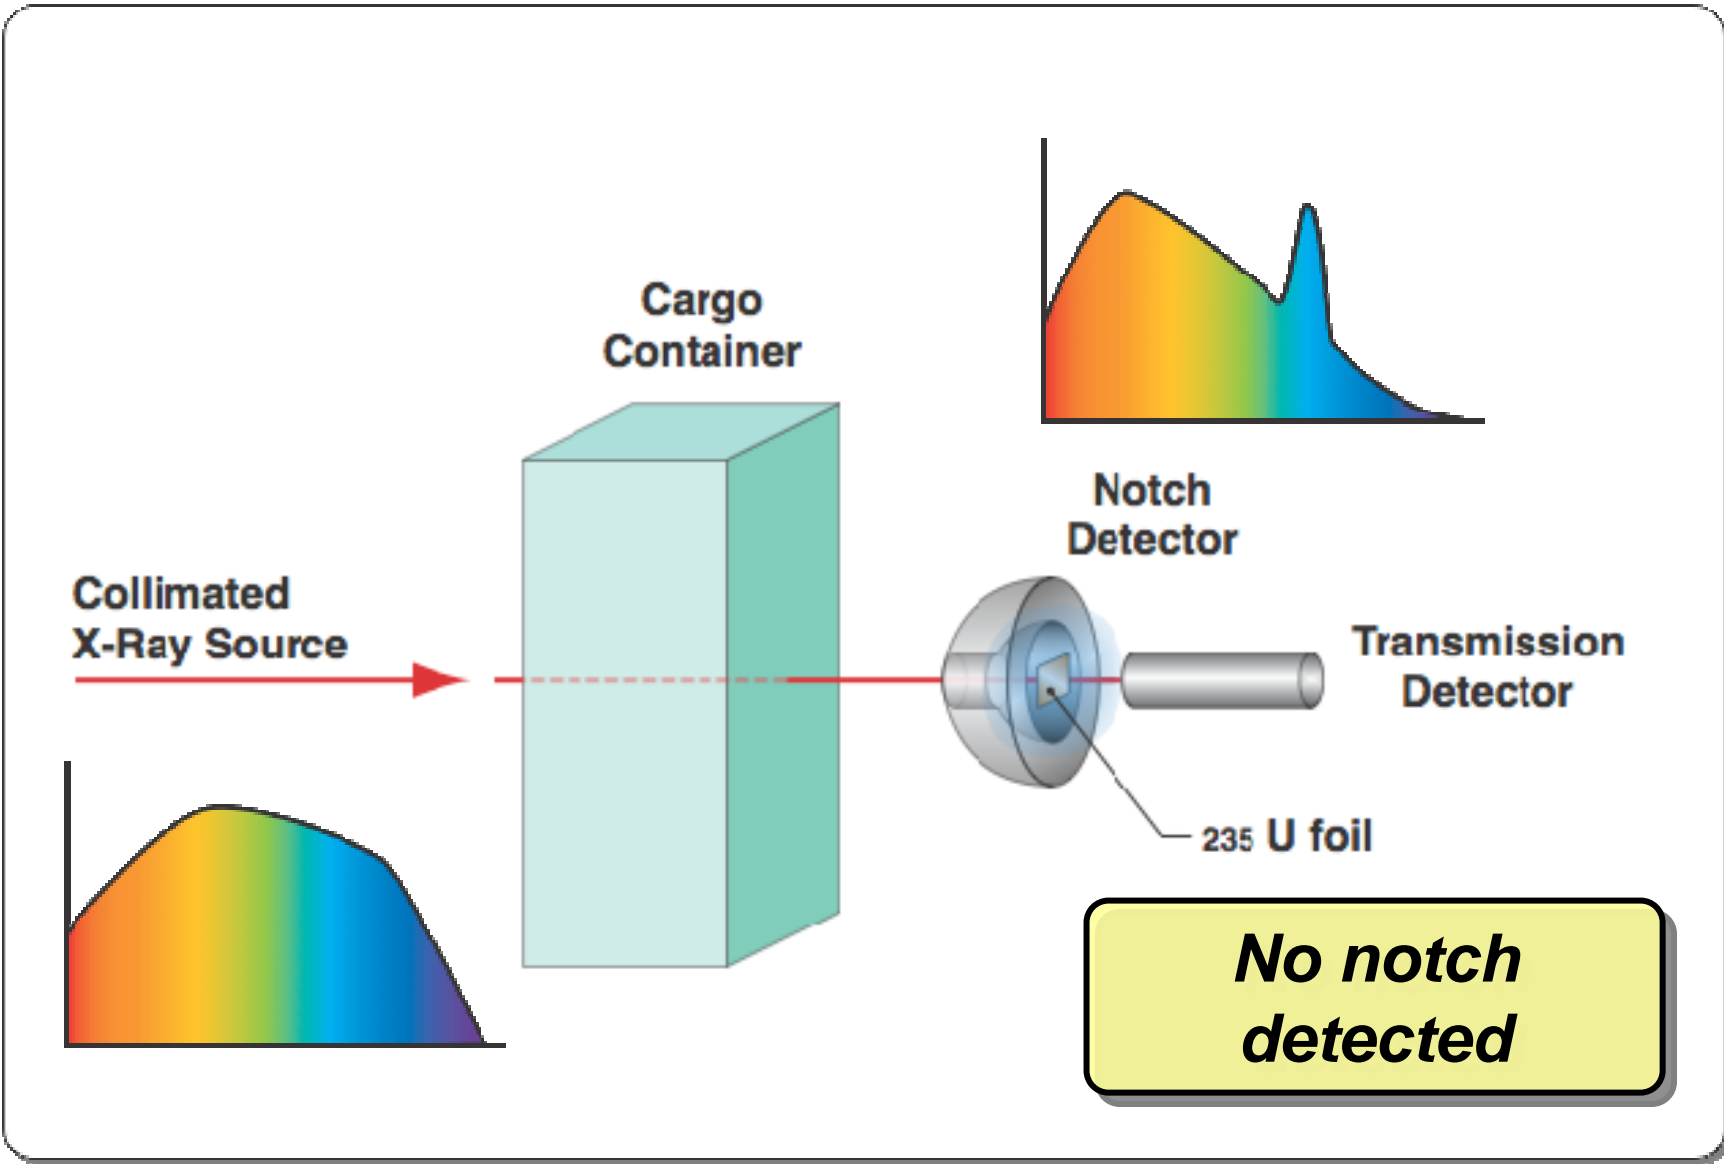 Cargo
Container
Notch
Detector
Collimated
X-Ray Source
Transmission
Detector
235 U foil
No notch
detected